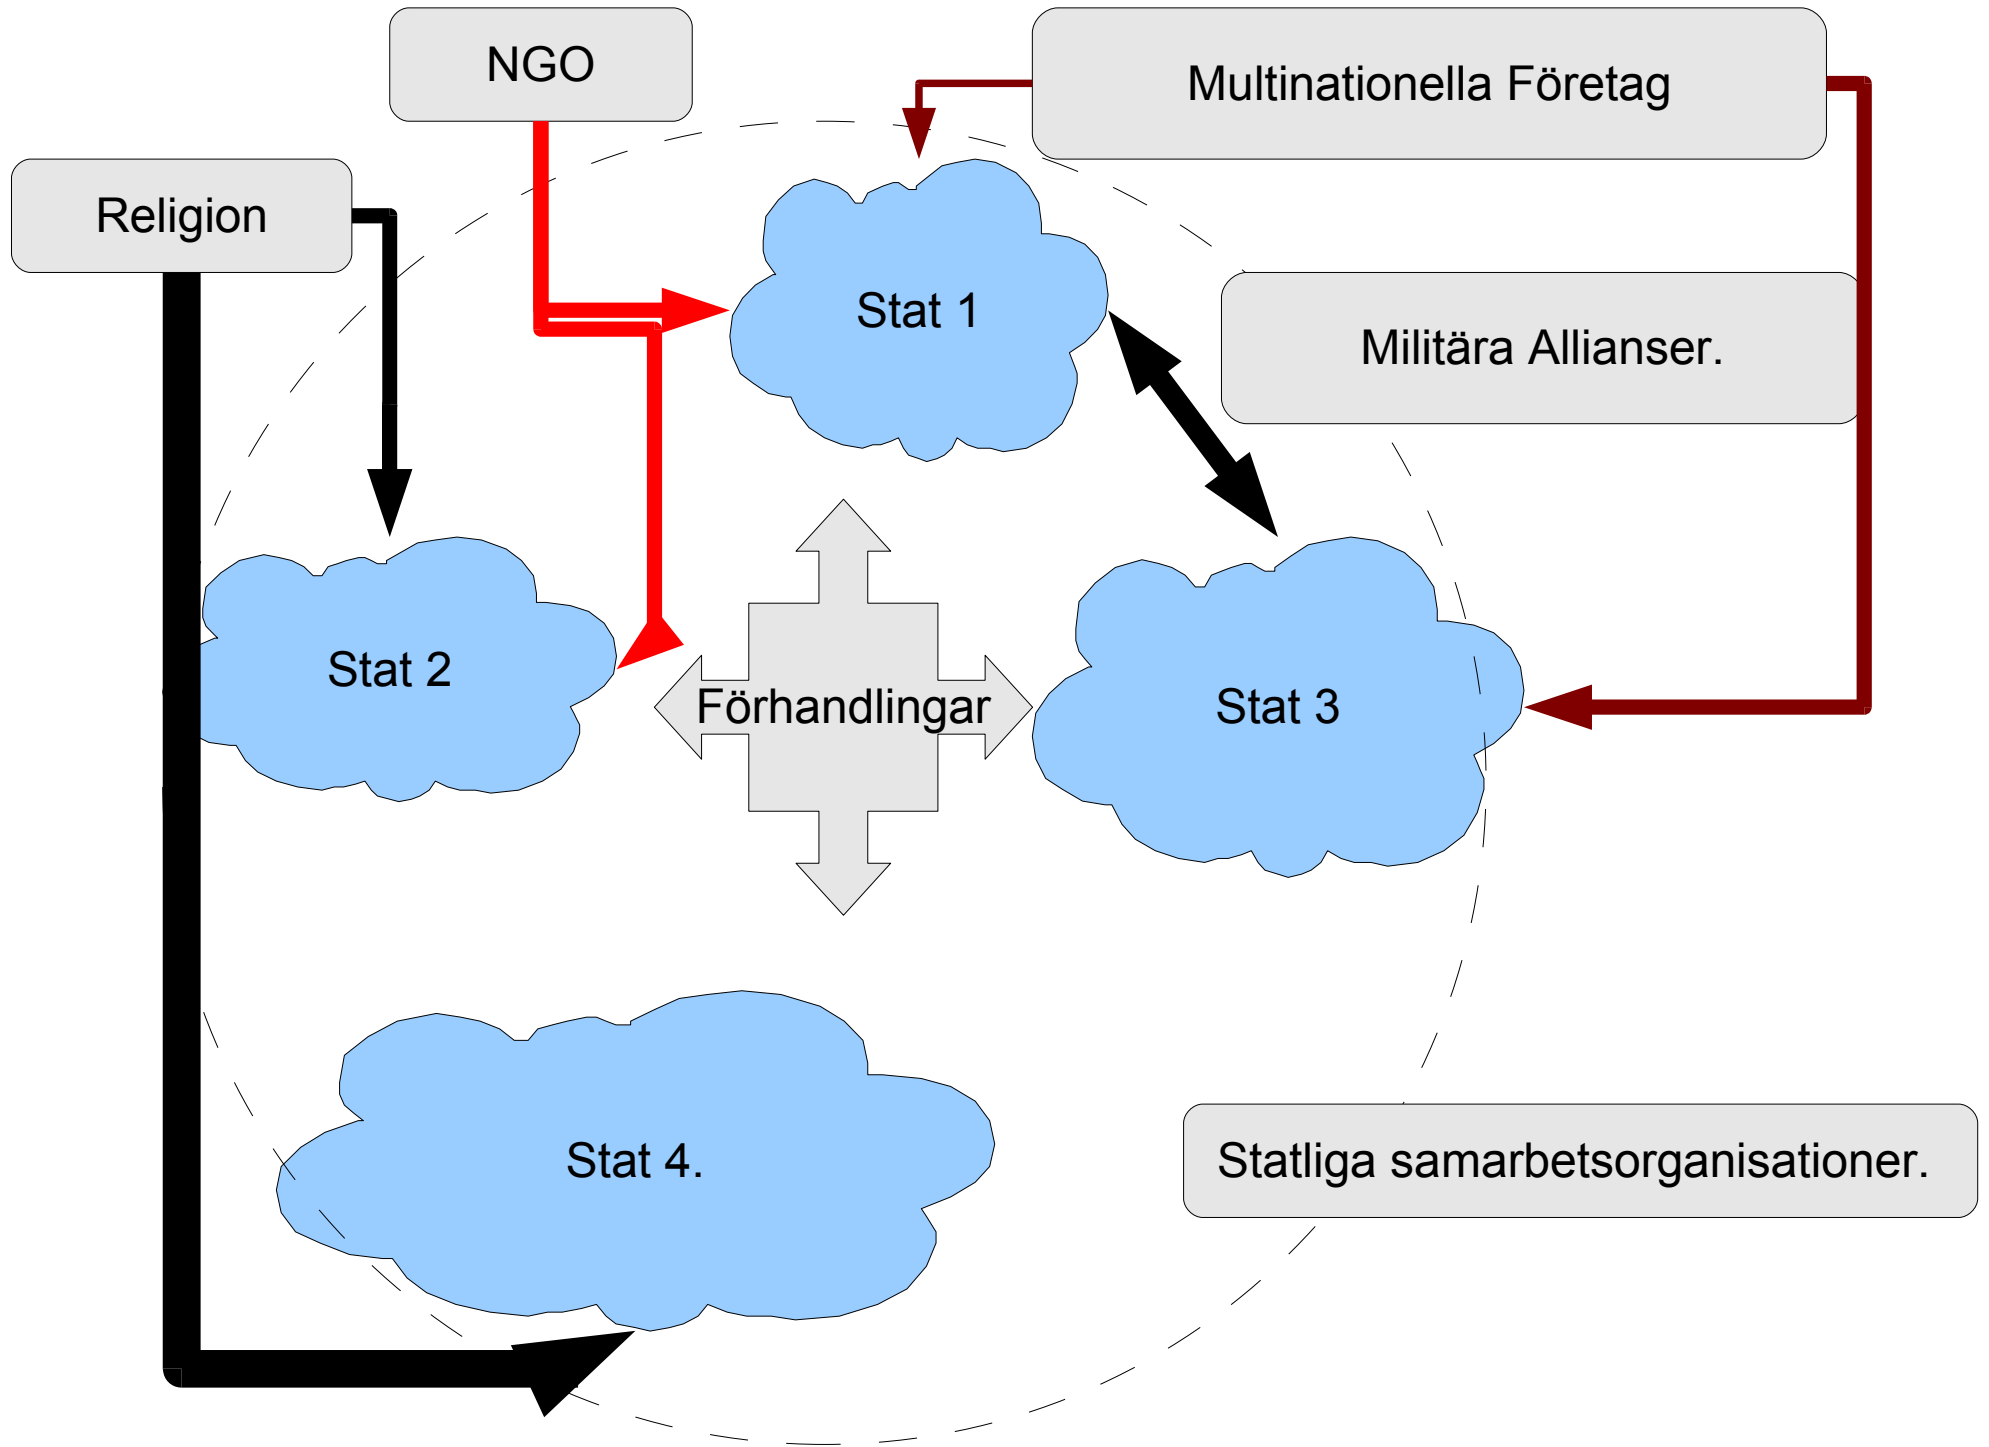 NGO
Multinationella Företag
Religion
Stat 1
Militära Allianser.
Stat 2
Förhandlingar
Stat 3
Stat 4.
Statliga samarbetsorganisationer.